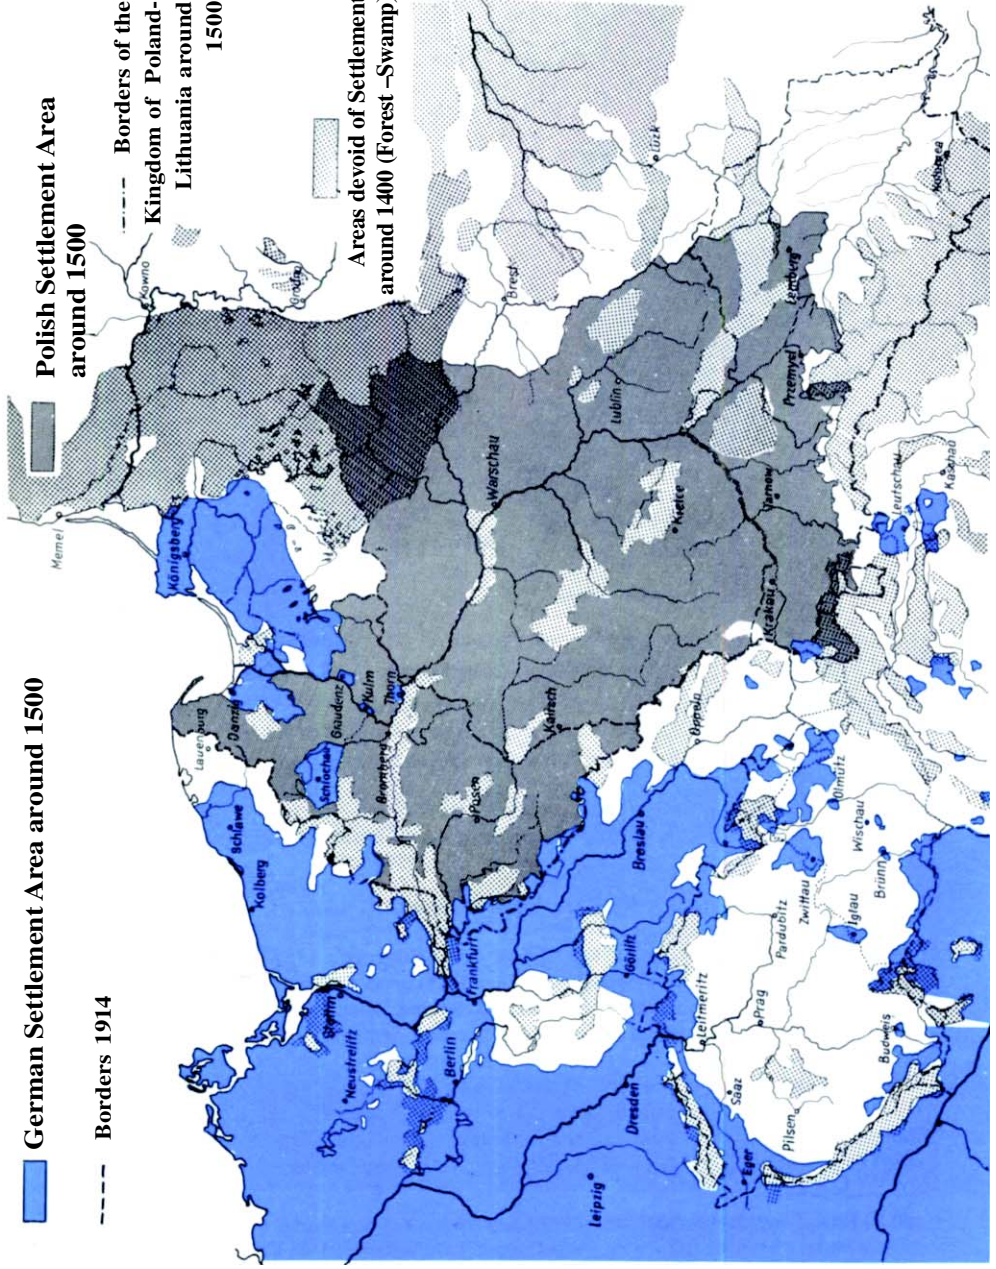 German Settlement Area around 1500
Borders 1914
Polish Settlement Area
around 1500
Borders of the
Kingdom of Poland-
Lithuania around
1500
Areas devoid of Settlement
around 1400 (Forest –Swamp)
Memel
Kowno
Grodno
Königsberg
Lauenburg
Danzig
Schlawe
Kolberg
Schlochau
Graudenz
Kulm
Thorn
Bromberg
Stettin
Neustrelitz
Berlin
Frankfurt
Posen
Warschau
Brest
Luzk
Kalisch
Lublin
Kielce
Leipzig
Dresden
Görlitz
Breslau
Oppeln
Krakau
Tarnow
Przemysl
Lemberg
Eger
Saaz
Leitmeritz
Prag
Pilsen
Pardubitz
Zwittau
Olmütz
Iglau
Brünn
Wischau
Budweis
Leutschau
Kaschau